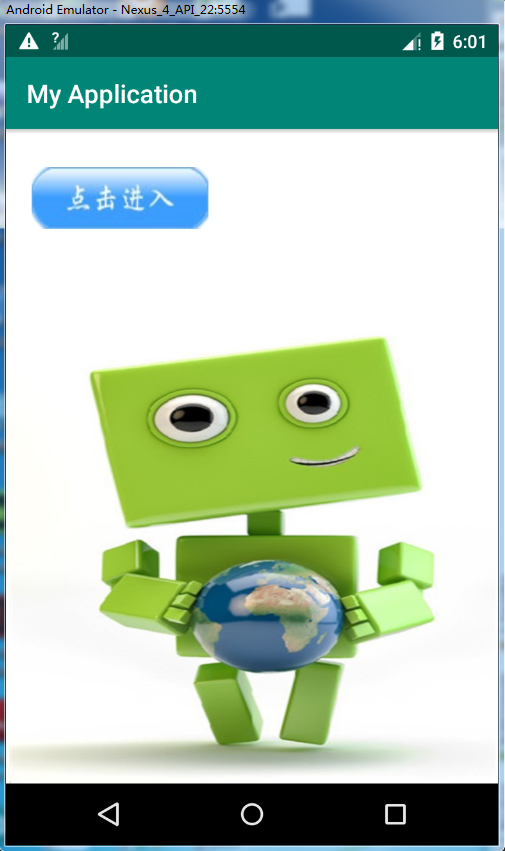 Android Emulator - Nexus_4_API_22:5554
6:01
My Application
点击进入